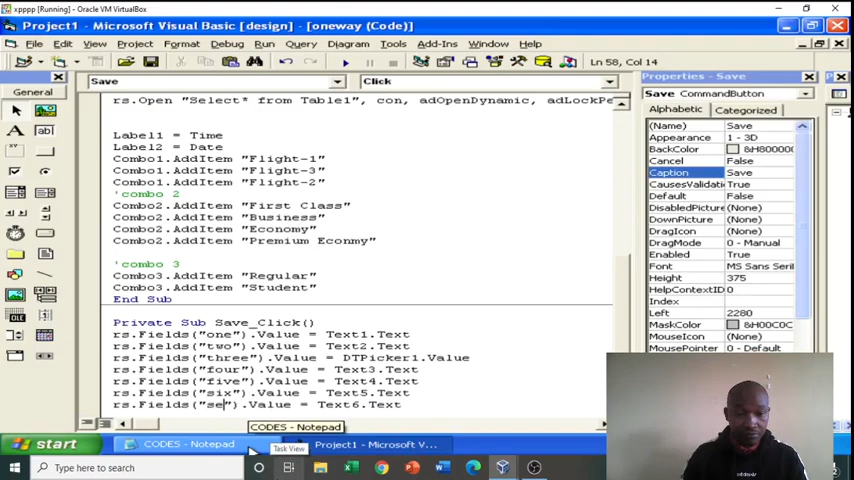 xpppp [Running] - Oracle VM VirtualBox
Project1 - Microsoft Visual Basic [design] - [oneway (Code)]
File Edit View Project Format Debug Run Query Diagram Tools Add-Ins Window Help
Ln 58, Col 14
General
Save
Click
rs.Open "Select* from Table1", con, adOpenDynamic, adLockPe
Label1 = Time
Label2 = Date
Combo1.AddItem "Flight-1"
Combo1.AddItem "Flight-3"
Combo1.AddItem "Flight-2"
'combo 2
Combo2.AddItem "First Class"
Combo2.AddItem "Business"
Combo2.AddItem "Economy"
Combo2.AddItem "Premium Econmy"
'combo 3
Combo3.AddItem "Regular"
Combo3.AddItem "Student"
End Sub
Private Sub Save_Click()
rs.Fields("one").Value = Text1.Text
rs.Fields("two").Value = Text2.Text
rs.Fields("three").Value = DTPicker1.Value
rs.Fields("four").Value = Text3.Text
rs.Fields("five").Value = Text4.Text
rs.Fields("six").Value = Text5.Text
rs.Fields("se").Value = Text6.Text
Properties - Save
Save CommandButton
Alphabetic Categorized
(Name) Save
Appearance 1 - 3D
BackColor &H800000
Cancel False
Caption Save
CausesValidati True
Default False
DisabledPicture (None)
DownPicture (None)
DragIcon (None)
DragMode 0 - Manual
Enabled True
Font MS Sans Serif
Height 375
HelpContextID 0
Index
Left 2280
MaskColor &H00C0C
MouseIcon (None)
MousePointer 0 - Default
CODES - Notepad
start
CODES - Notepad
Project1 - Microsoft V...
Task View
Type here to search